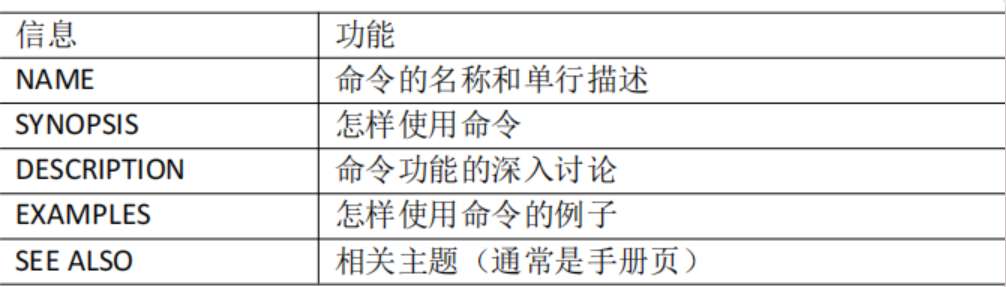 信息 功能
NAME 命令的名称和单行描述
SYNOPSIS 怎样使用命令
DESCRIPTION 命令功能的深入讨论
EXAMPLES 怎样使用命令的例子
SEE ALSO 相关主题（通常是手册页）